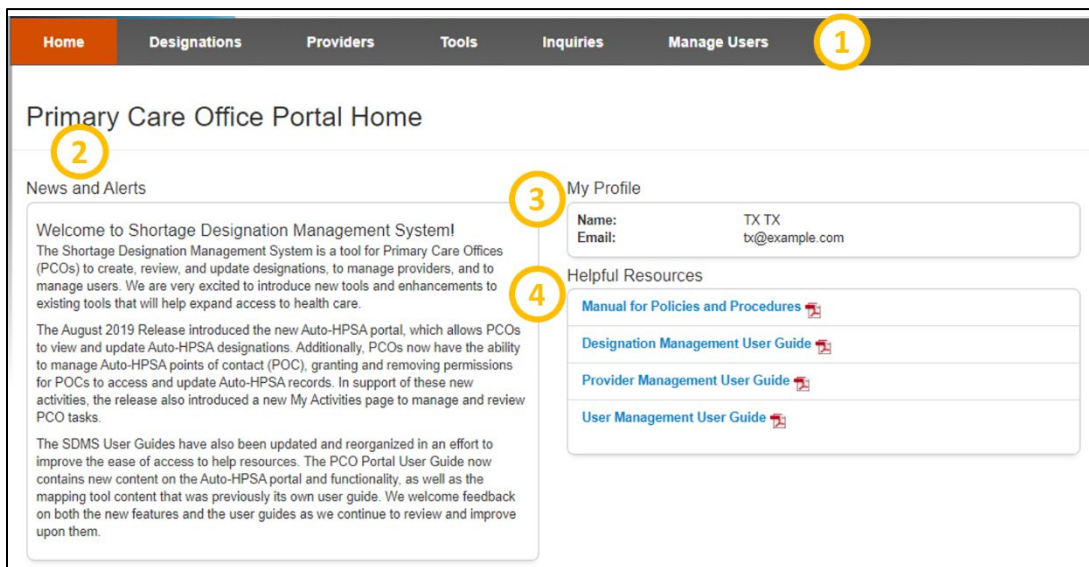 Home Designations Providers Tools Inquiries Manage Users 1
Primary Care Office Portal Home
2
News and Alerts
Welcome to Shortage Designation Management System!
The Shortage Designation Management System is a tool for Primary Care Offices
(PCOs) to create, review, and update designations, to manage providers, and to
manage users. We are very excited to introduce new tools and enhancements to
existing tools that will help expand access to health care.
The August 2019 Release introduced the new Auto-HPSA portal, which allows PCOs
to view and update Auto-HPSA designations. Additionally, PCOs now have the ability
to manage Auto-HPSA points of contact (POC), granting and removing permissions
for POCs to access and update Auto-HPSA records. In support of these new
activities, the release also introduced a new My Activities page to manage and review
PCO tasks.
The SDMS User Guides have also been updated and reorganized in an effort to
improve the ease of access to help resources. The PCO Portal User Guide now
contains new content on the Auto-HPSA portal and functionality, as well as the
mapping tool content that was previously its own user guide. We welcome feedback
on both the new features and the user guides as we continue to review and improve
upon them.
3
My Profile
Name: TX TX
Email: tx@example.com
4
Helpful Resources
Manual for Policies and Procedures
Designation Management User Guide
Provider Management User Guide
User Management User Guide